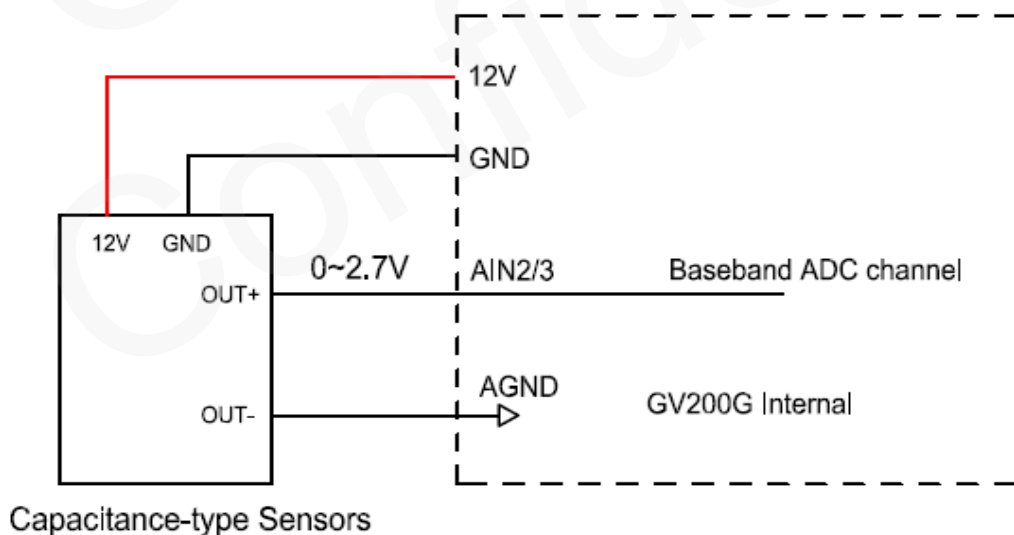 Confide
12V
GND
12V GND
0~2.7V AIN2/3 Baseband ADC channel
OUT+
AGND
GV200G Internal
OUT-
Capacitance-type Sensors